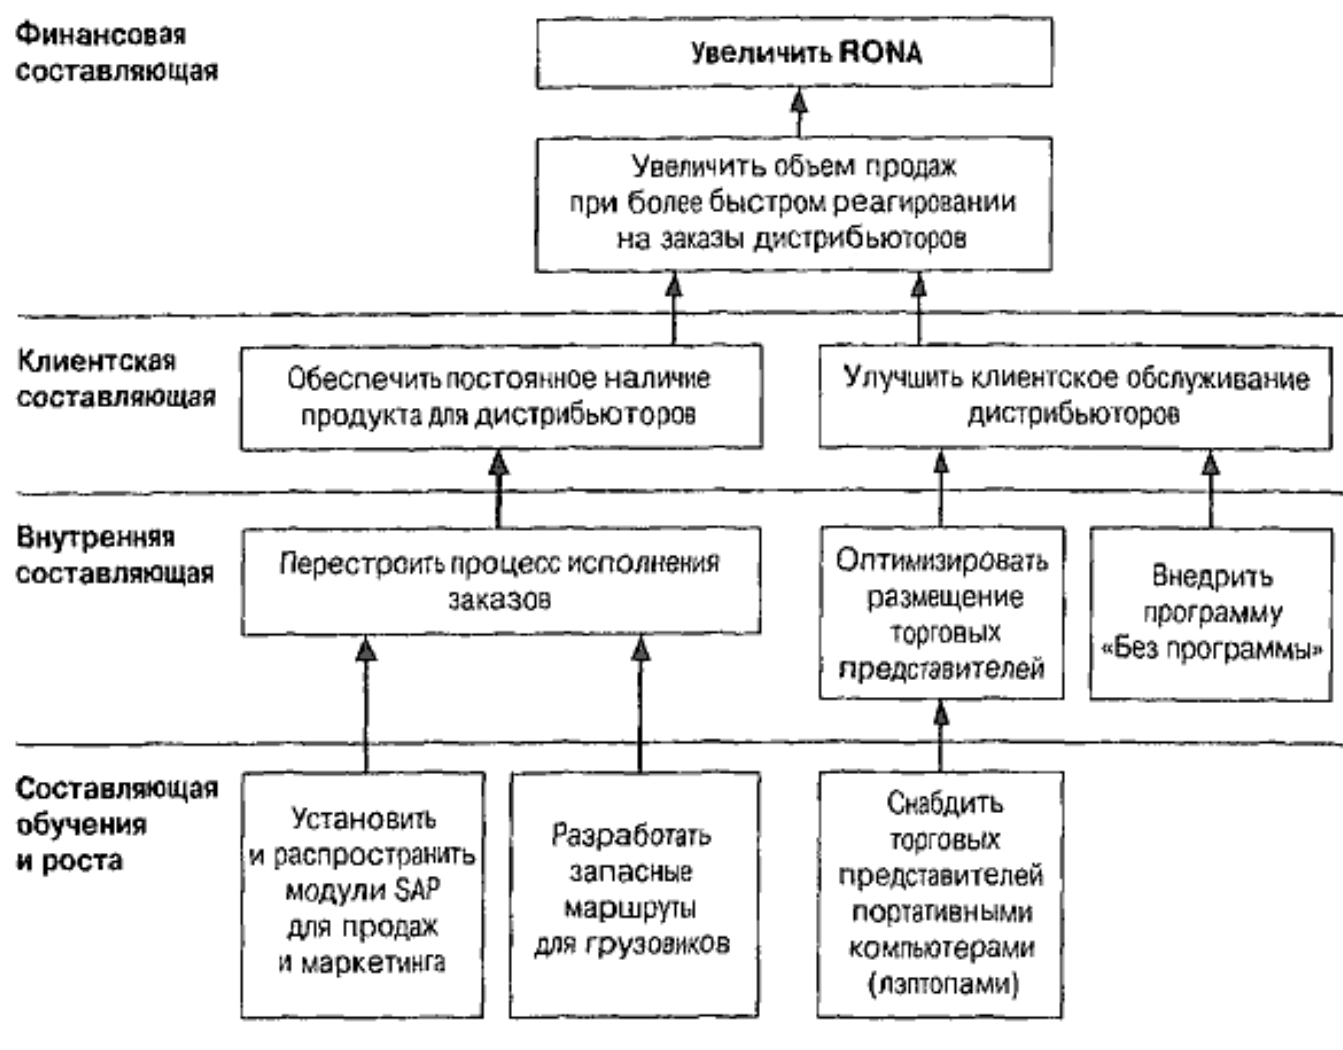 Финансовая
составляющая
Увеличить RONA
Увеличить объем продаж
при более быстром реагировании
на заказы дистрибьюторов
Клиентская
составляющая
Обеспечить постоянное наличие
продукта для дистрибьюторов
Улучшить клиентское обслуживание
дистрибьюторов
Внутренняя
составляющая
Перестроить процесс исполнения
заказов
Оптимизировать
размещение
торговых
представителей
Внедрить
программу
«Без программы»
Составляющая
обучения
и роста
Установить
и распространить
модули SAP
для продаж
и маркетинга
Разработать
запасные
маршруты
для грузовиков
Снабдить
торговых
представителей
портативными
компьютерами
(лэптопами)